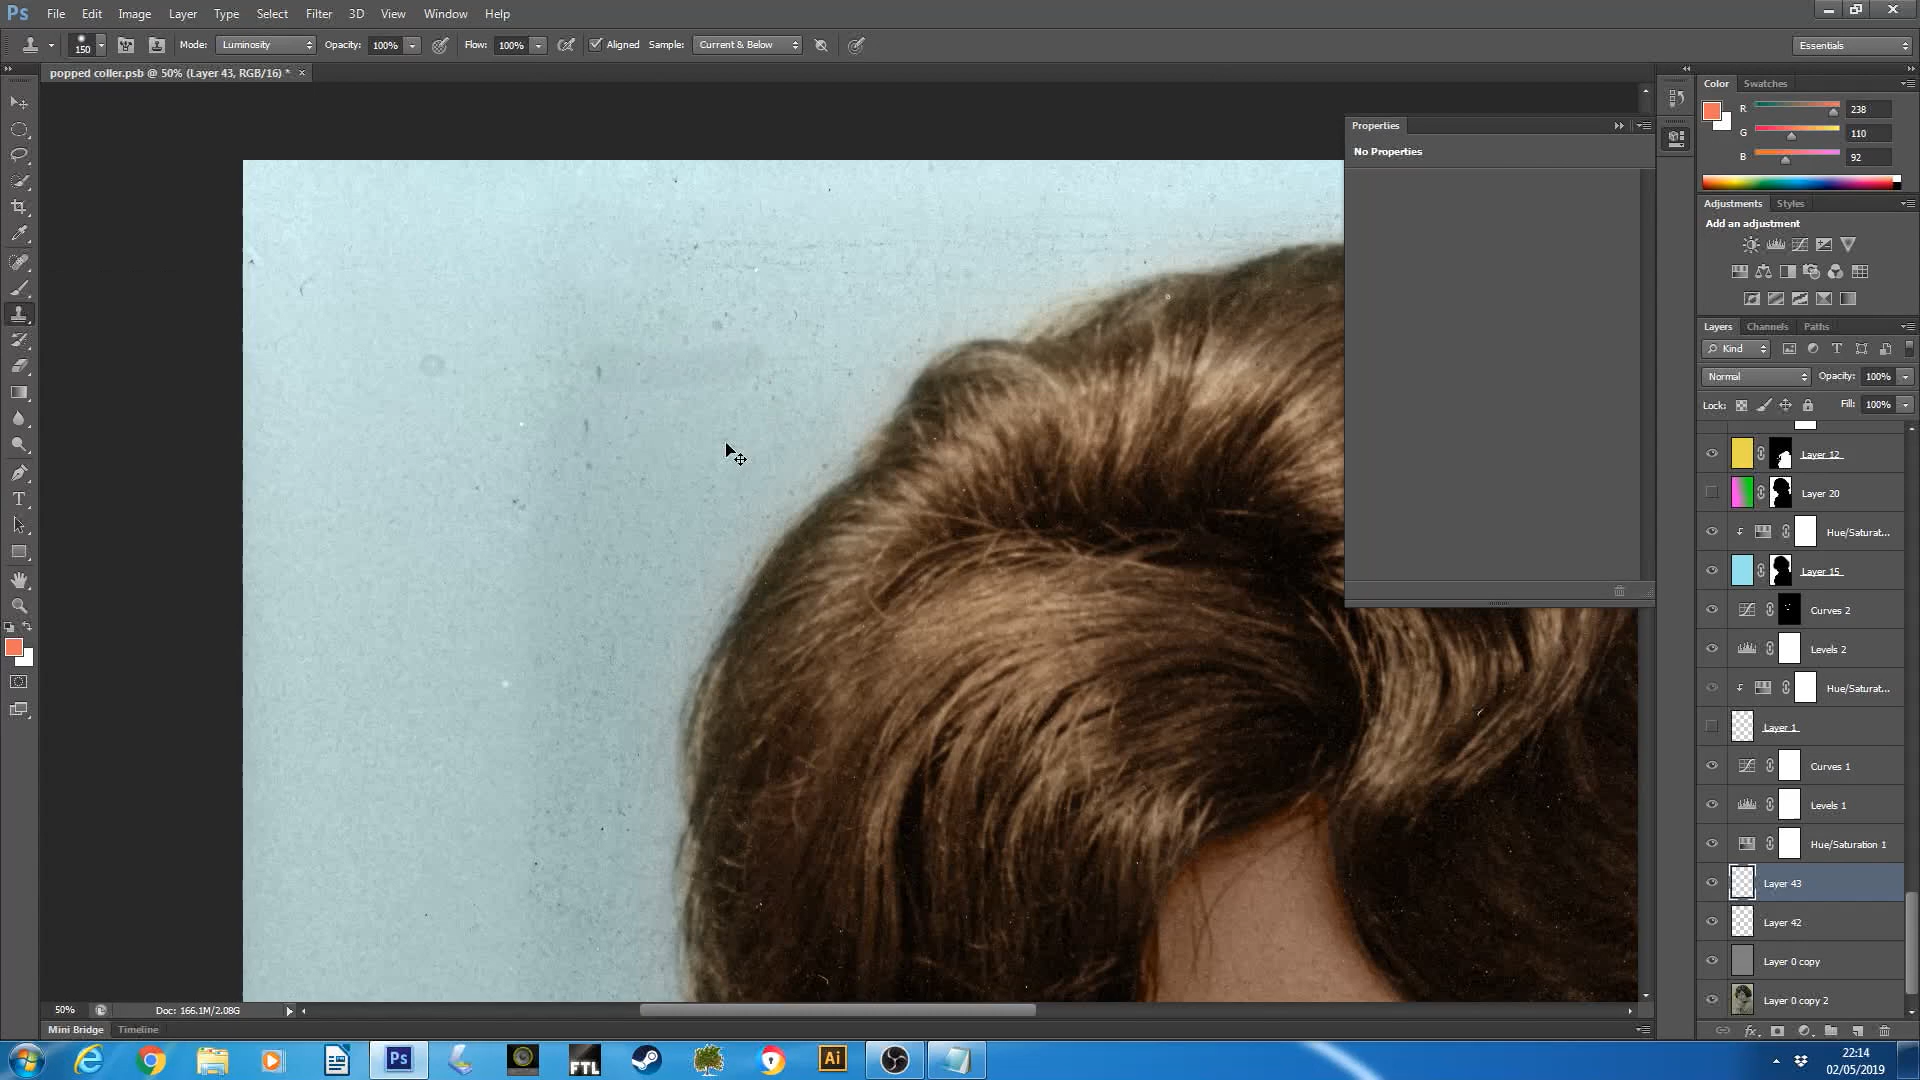 Ps File Edit Image Layer Type Select Filter 3D View Window Help
150 Mode: Luminosity Opacity: 100% Flow: 100% Aligned Sample: Current & Below Essentials
popped coller.psb @ 50% (Layer 43, RGB/16) * ×
Properties
No Properties
Color Swatches
R 238
G 110
B 92
Adjustments Styles
Add an adjustment
Layers Channels Paths
Kind
Normal Opacity: 100%
Lock: Fill: 100%
Layer 12
Layer 20
Hue/Saturat...
Layer 15
Curves 2
Levels 2
Hue/Saturat...
Layer 1
Curves 1
Levels 1
Hue/Saturation 1
Layer 43
Layer 42
Layer 0 copy
Layer 0 copy 2
50% Doc: 166.1M/2.08G
Mini Bridge Timeline
Ps FTL Ai
22:14
02/05/2019